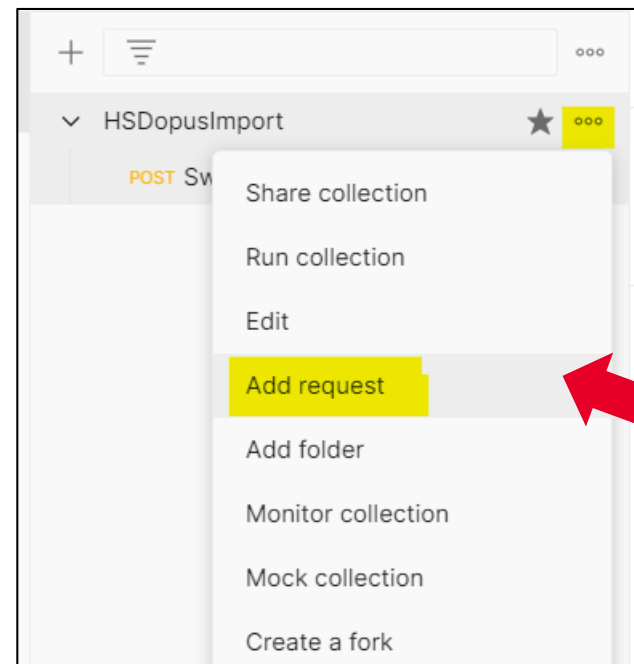 HSDopusImport
POST Sw
Share collection
Run collection
Edit
Add request
Add folder
Monitor collection
Mock collection
Create a fork